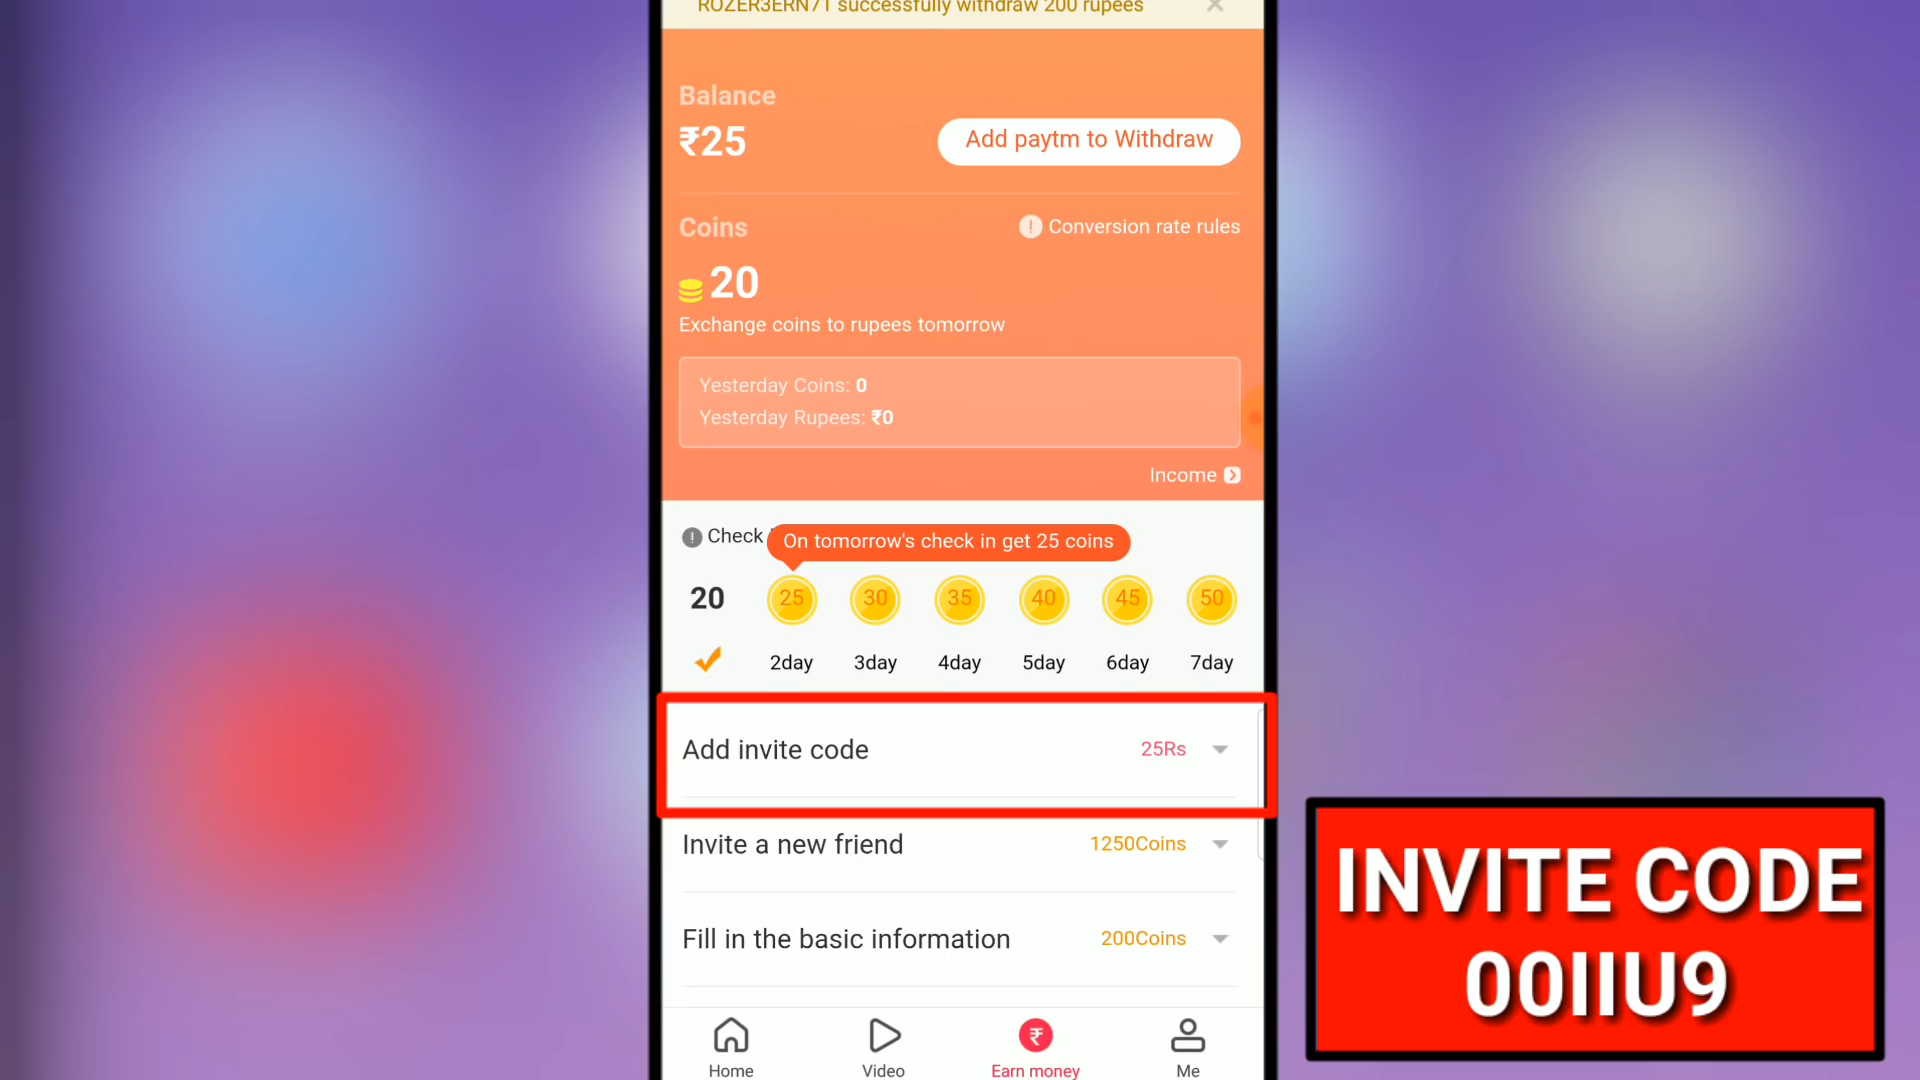 ROZER3ERN71 successfully withdraw 200 rupees
Balance
₹25
Add paytm to Withdraw
Coins
Conversion rate rules
20
Exchange coins to rupees tomorrow
Yesterday Coins: 0
Yesterday Rupees: ₹0
Income
Check
On tomorrow's check in get 25 coins
20 25 30 35 40 45 50
2day 3day 4day 5day 6day 7day
Add invite code 25Rs
Invite a new friend 1250Coins
Fill in the basic information 200Coins
Home Video Earn money Me
INVITE CODE
00IIU9